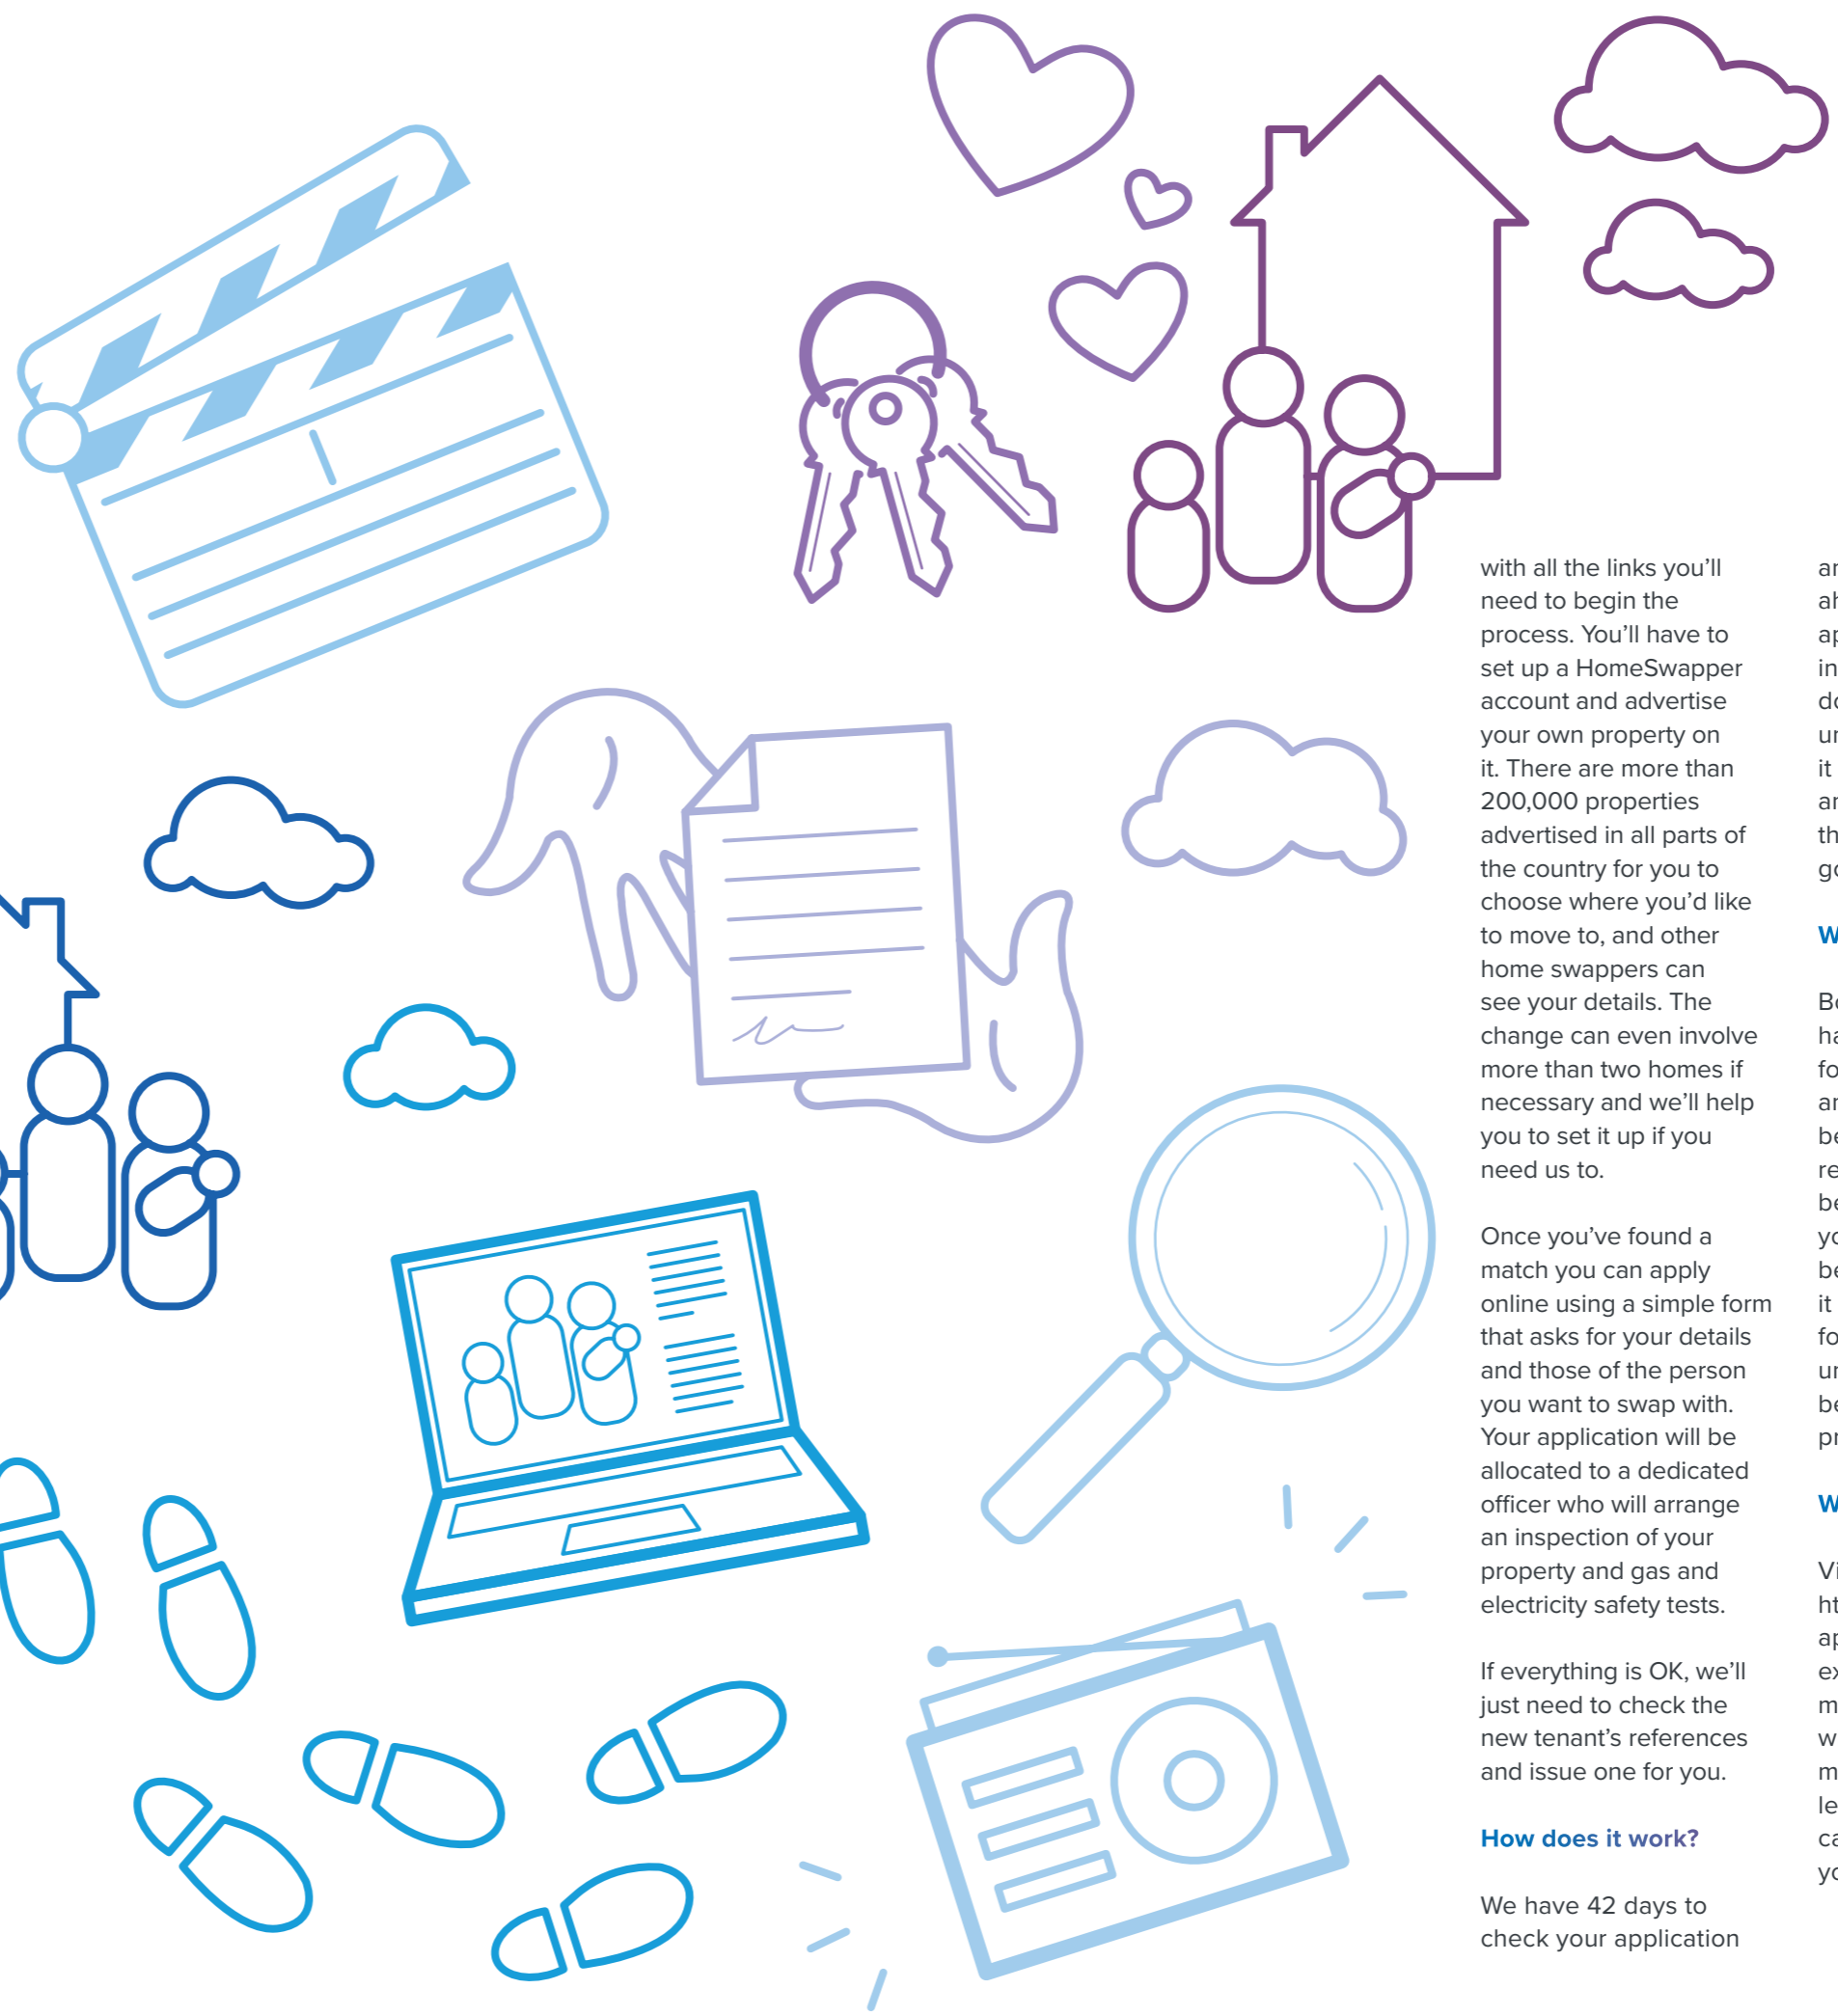 with all the links you’ll
need to begin the
process. You’ll have to
set up a HomeSwapper
account and advertise
your own property on
it. There are more than
200,000 properties
advertised in all parts of
the country for you to
choose where you’d like
to move to, and other
home swappers can
see your details. The
change can even involve
more than two homes if
necessary and we’ll help
you to set it up if you
need us to.
Once you’ve found a
match you can apply
online using a simple form
that asks for your details
and those of the person
you want to swap with.
Your application will be
allocated to a dedicated
officer who will arrange
an inspection of your
property and gas and
electricity safety tests.
If everything is OK, we’ll
just need to check the
new tenant’s references
and issue one for you.
How does it work?
We have 42 days to
check your application
it
it